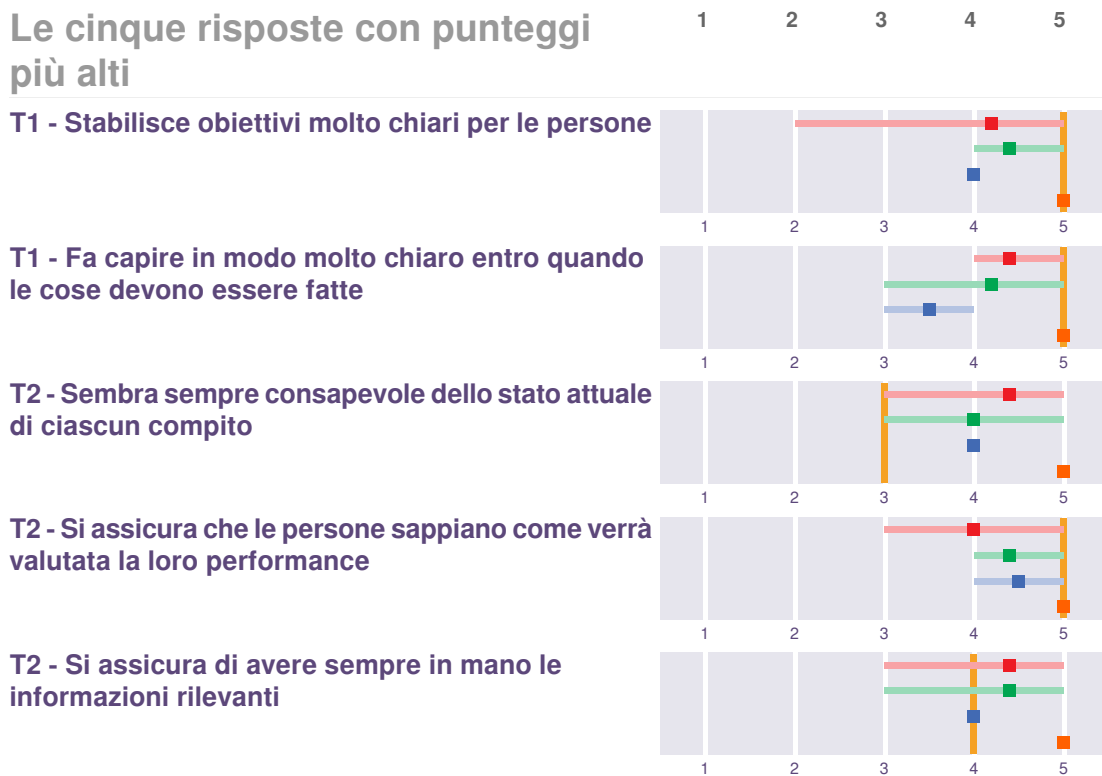 Le cinque risposte con punteggi
più alti
1 2 3 4 5
T1 - Stabilisce obiettivi molto chiari per le persone
1 2 3 4 5
T1 - Fa capire in modo molto chiaro entro quando
le cose devono essere fatte
1 2 3 4 5
T2 - Sembra sempre consapevole dello stato attuale
di ciascun compito
1 2 3 4 5
T2 - Si assicura che le persone sappiano come verrà
valutata la loro performance
1 2 3 4 5
T2 - Si assicura di avere sempre in mano le
informazioni rilevanti
1 2 3 4 5